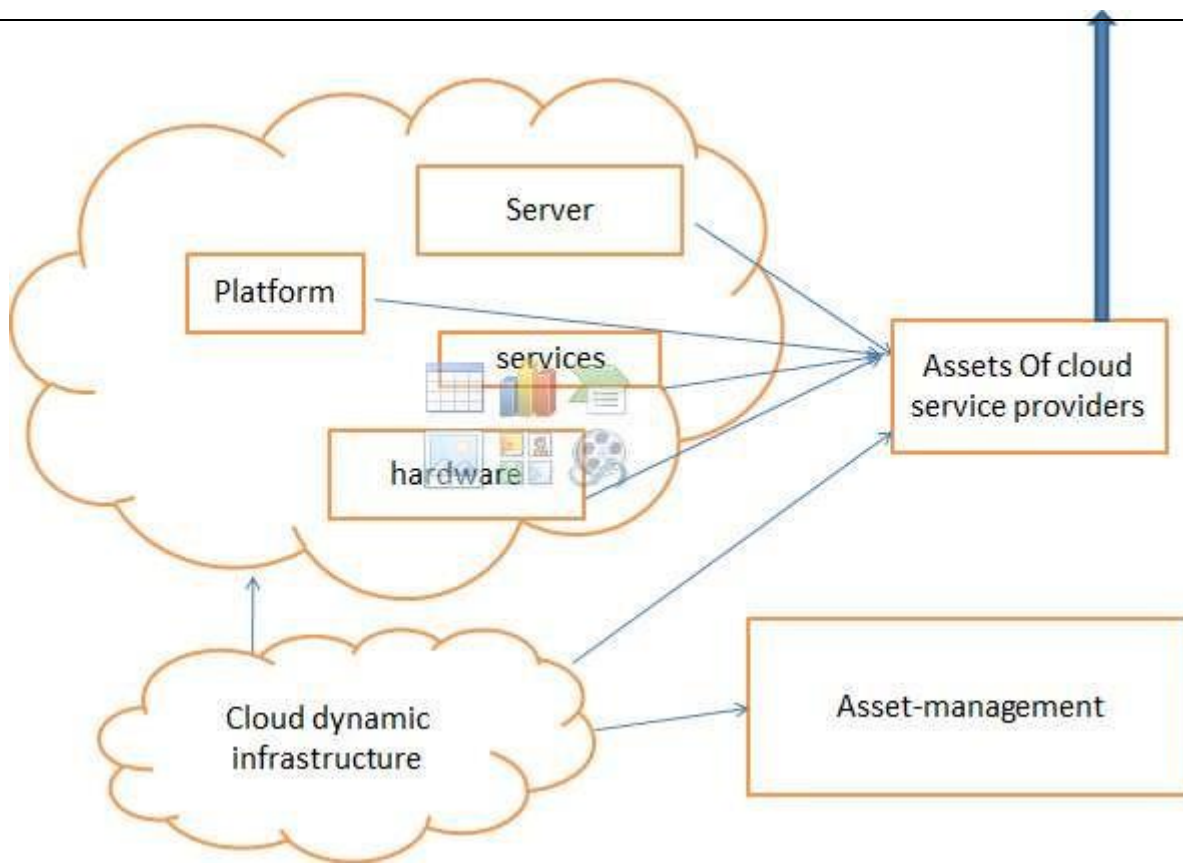 Server
Platform
services
hardware
Assets Of cloud
service providers
Cloud dynamic
infrastructure
Asset-management